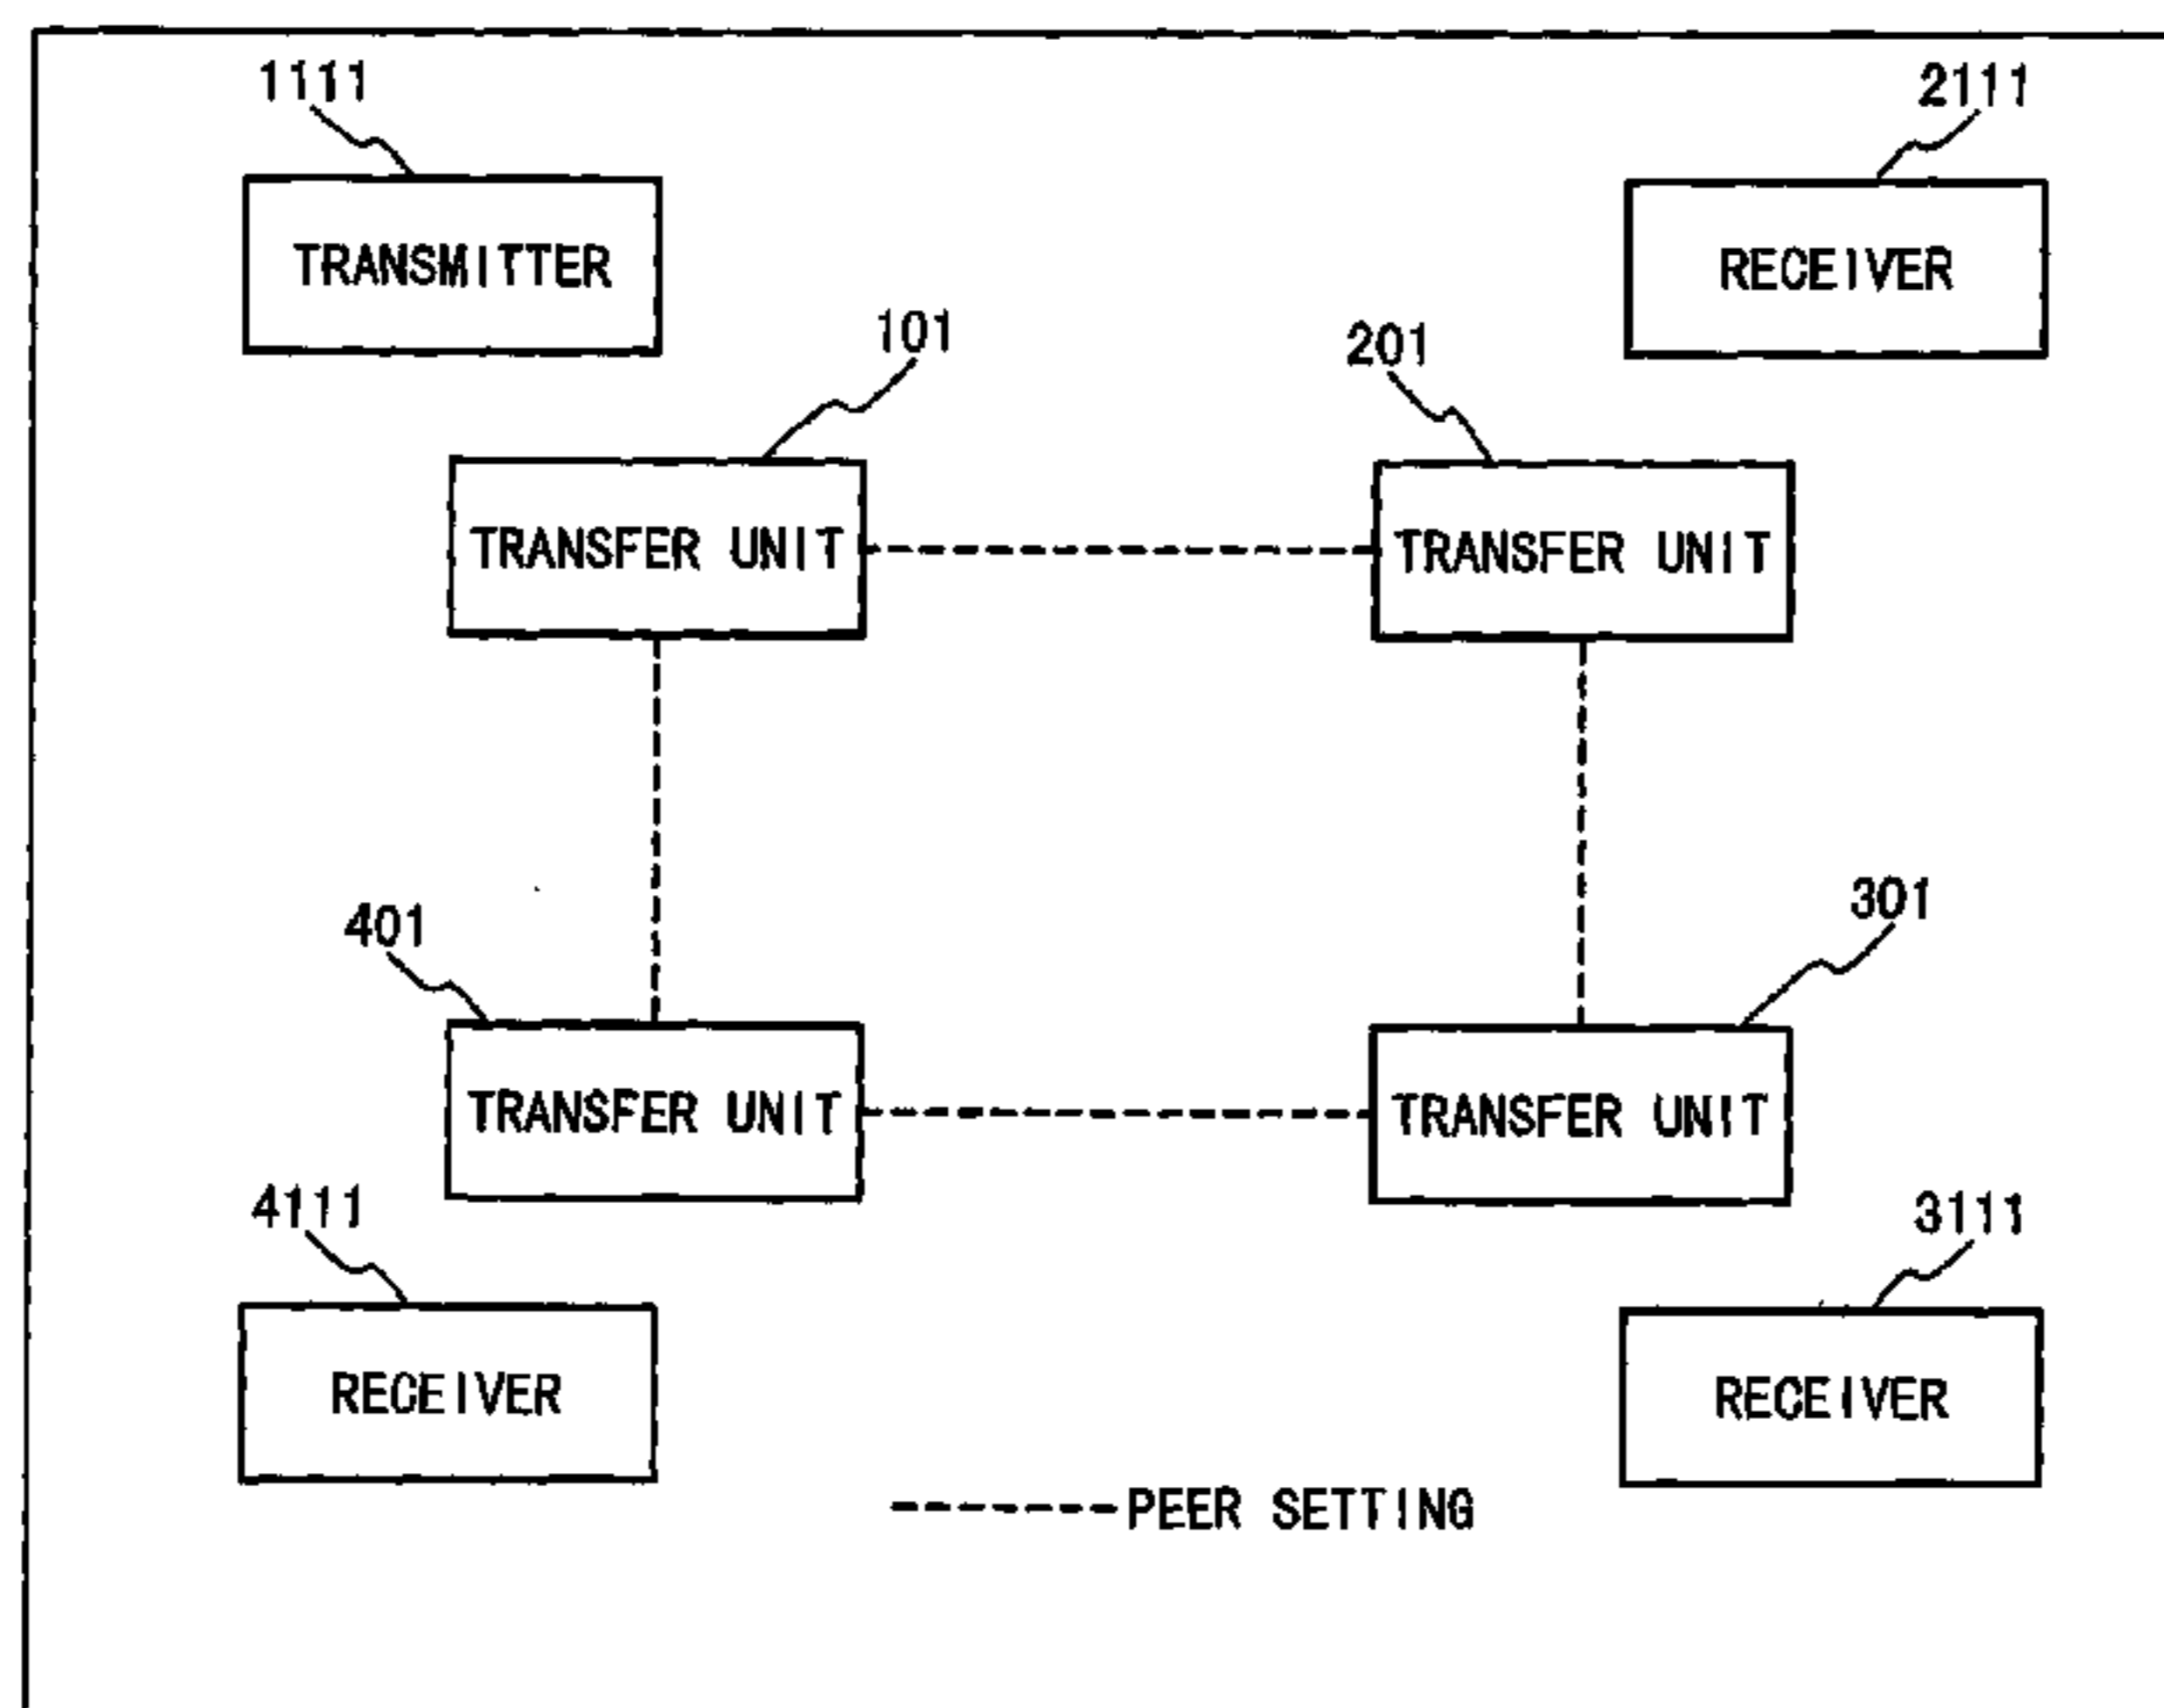 1111
2111
TRANSMITTER
RECEIVER
101
201
TRANSFER UNIT
TRANSFER UNIT
401
301
TRANSFER UNIT
TRANSFER UNIT
4111
3111
RECEIVER
RECEIVER
PEER SETTING